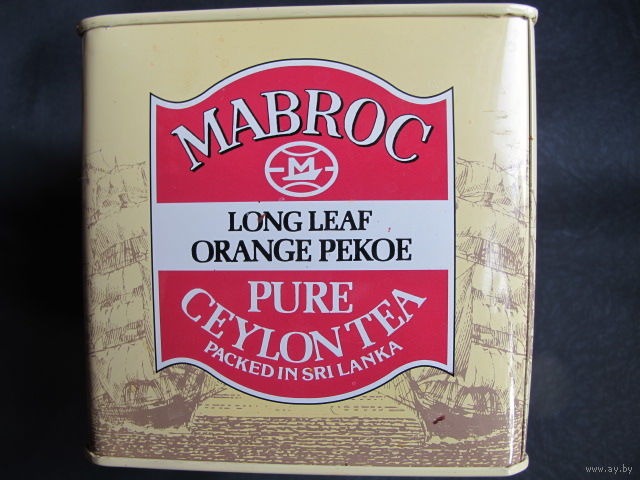 MABROC
M
LONG LEAF
ORANGE PEKOE
PURE
CEYLON TEA
PACKED IN SRI LANKA
www.ay.by